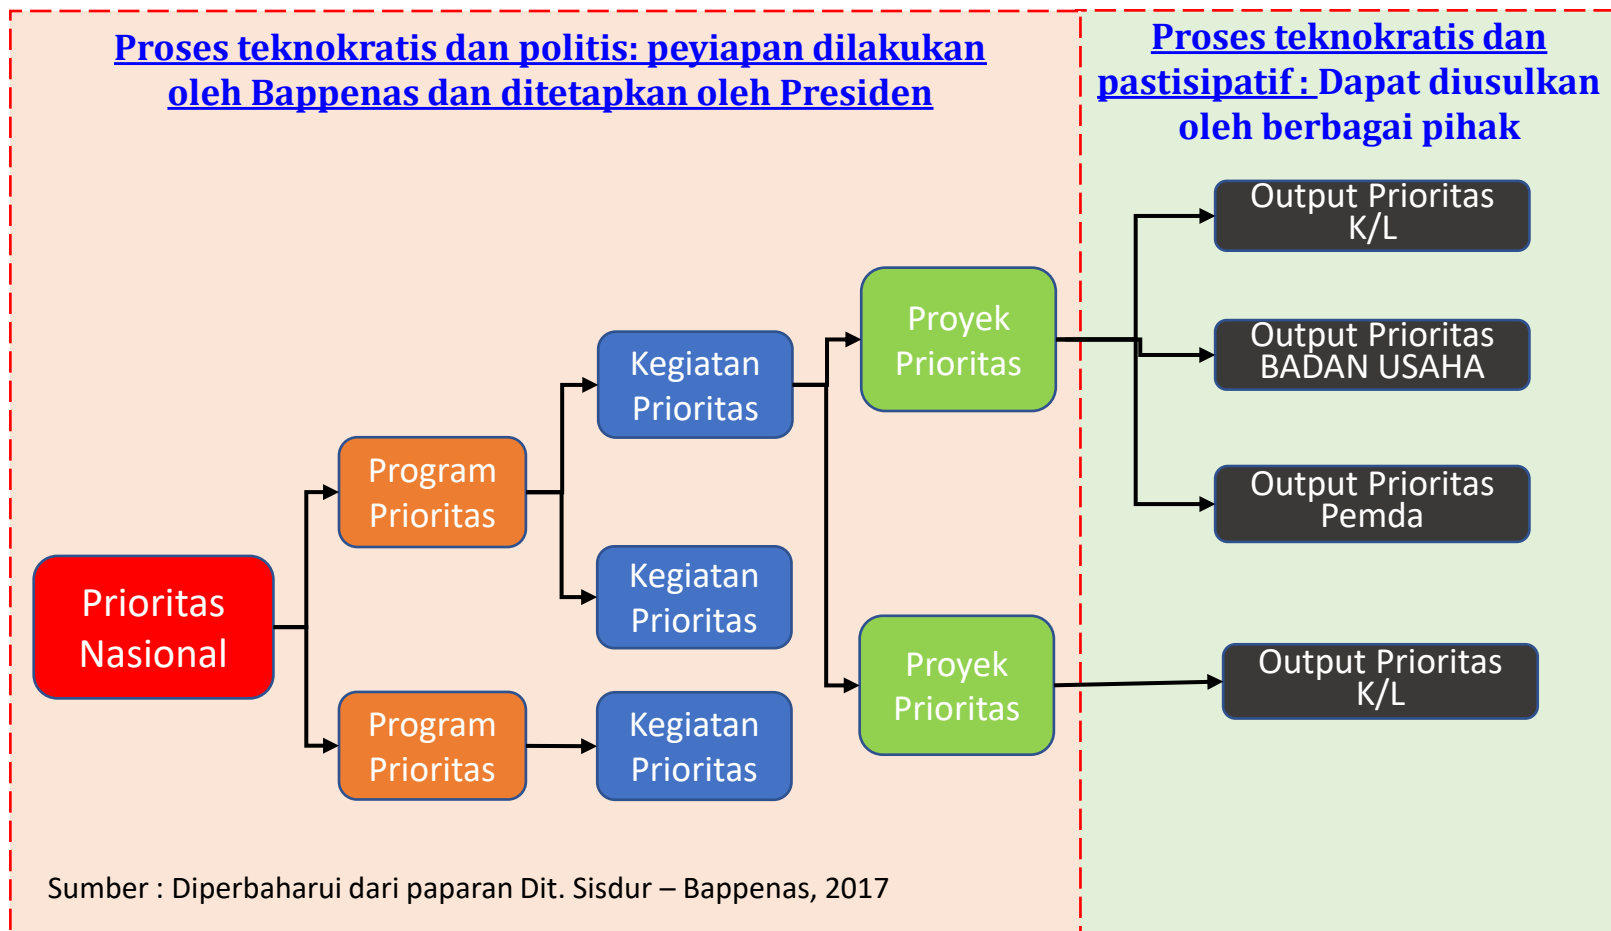 Proses teknokratis dan politis: peyiapan dilakukan
oleh Bappenas dan ditetapkan oleh Presiden
Proses teknokratis dan
pastisipatif : Dapat diusulkan
oleh berbagai pihak
Prioritas
Nasional
Program
Prioritas
Program
Prioritas
Kegiatan
Prioritas
Kegiatan
Prioritas
Kegiatan
Prioritas
Proyek
Prioritas
Proyek
Prioritas
Output Prioritas
K/L
Output Prioritas
BADAN USAHA
Output Prioritas
Pemda
Output Prioritas
K/L
Sumber : Diperbaharui dari paparan Dit. Sisdur – Bappenas, 2017